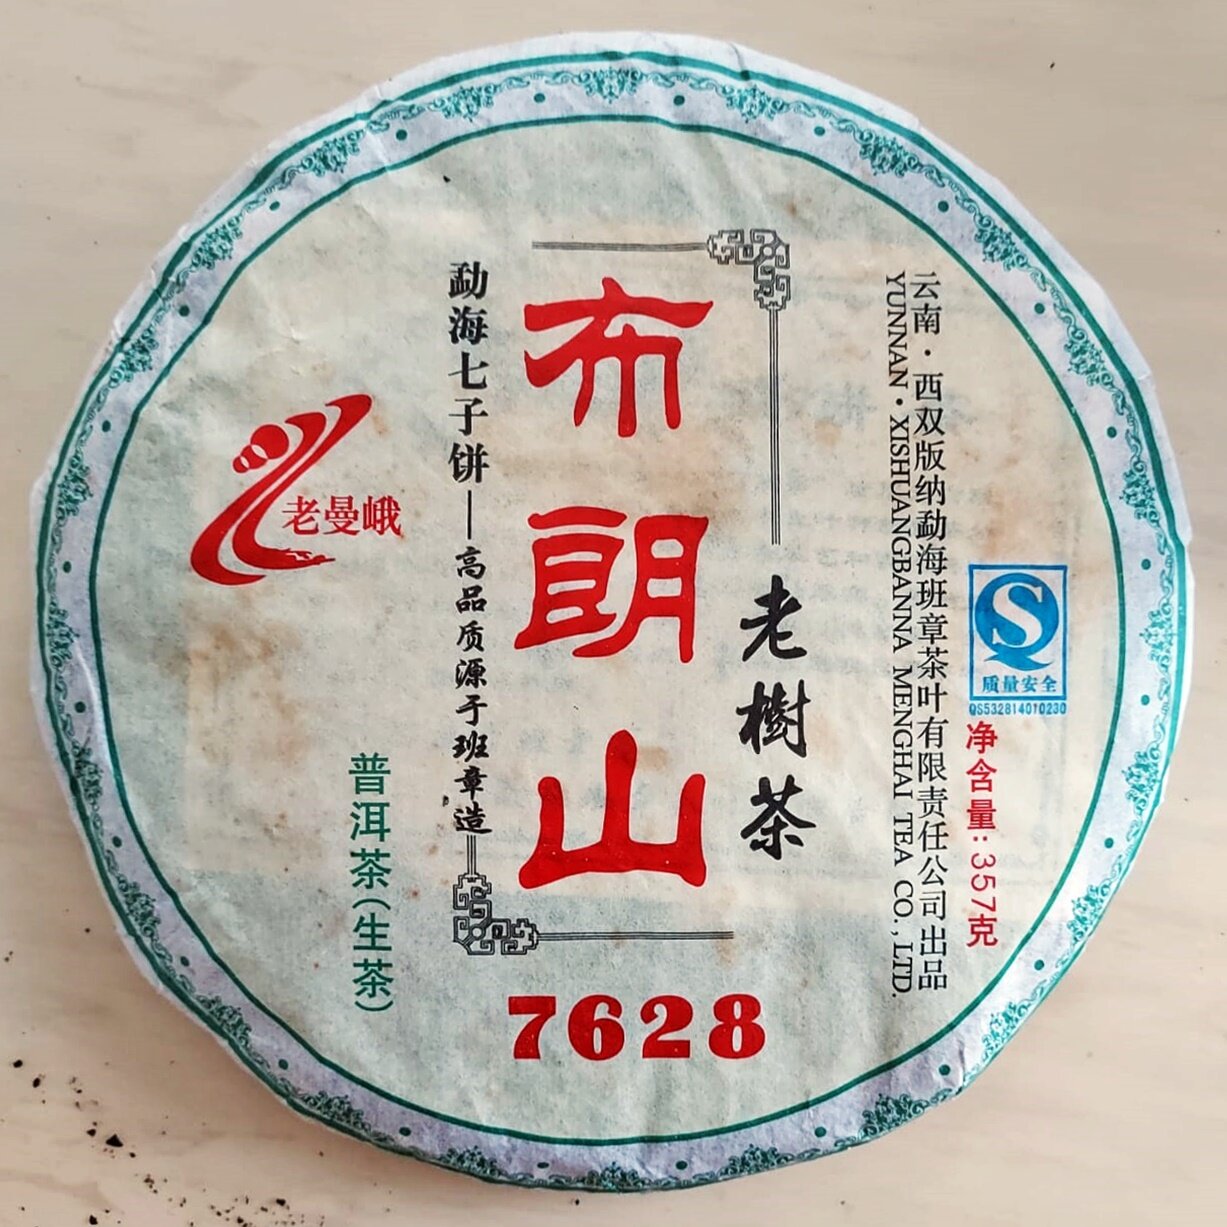 布朗山
老樹茶
7628
勐海七子饼——高品质源于班章造
老曼峨
普洱茶(生茶)
云南·西双版纳勐海班章茶叶有限责任公司出品
YUNNAN·XISHUANGBANNA MENGHAI TEA CO., LTD.
质量安全
QS532814010230
净含量:357克